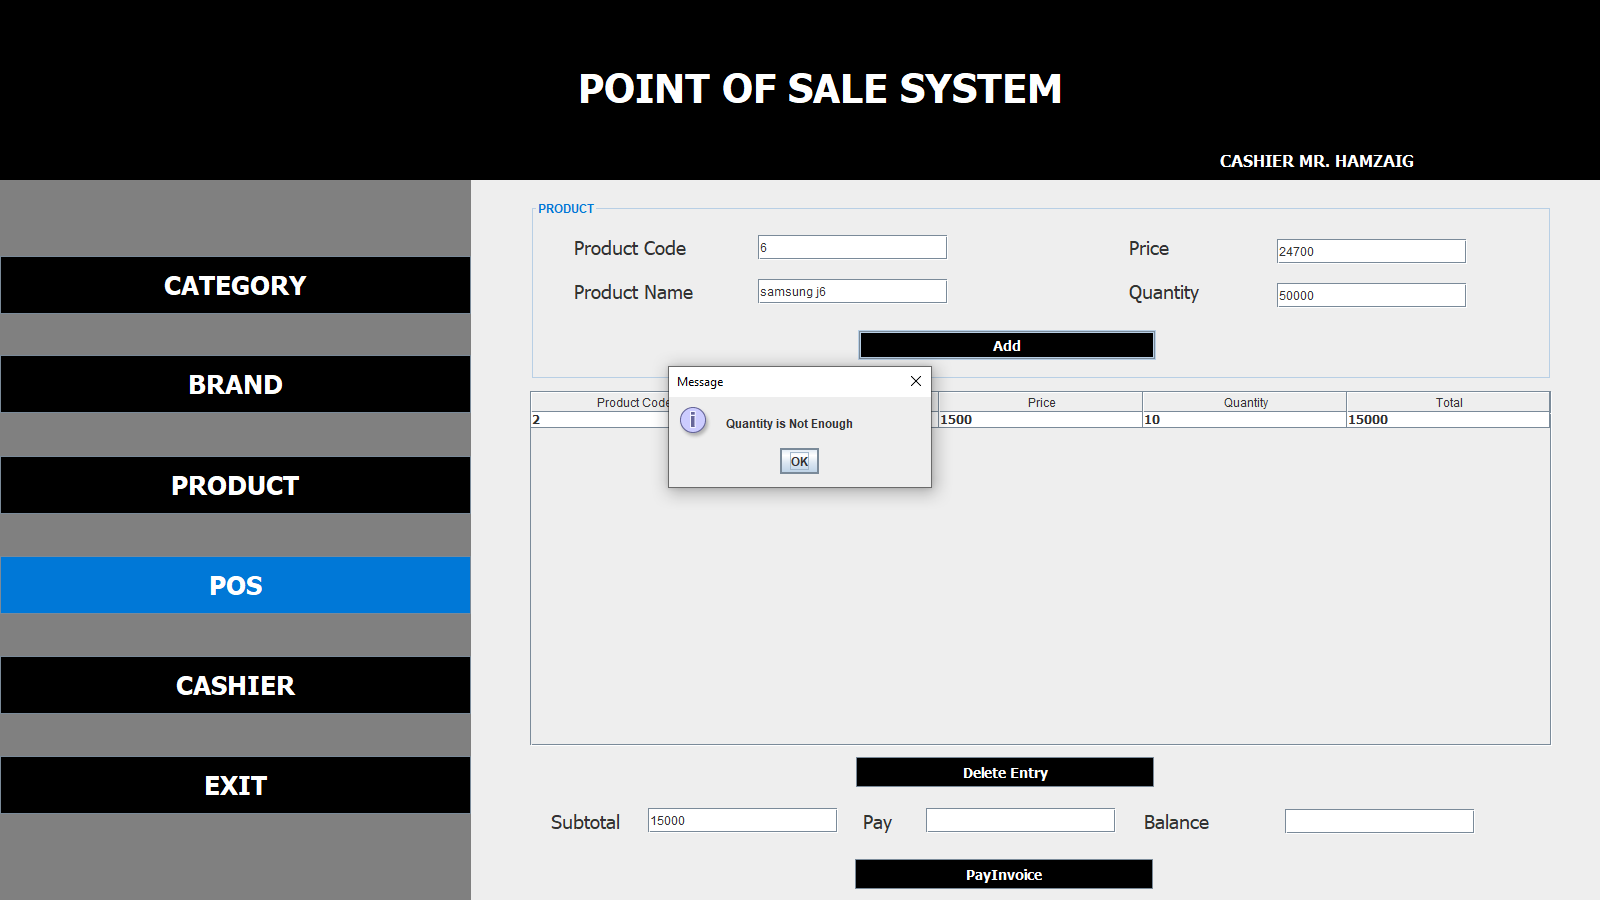 POINT OF SALE SYSTEM
CASHIER MR. HAMZAIG
CATEGORY
BRAND
PRODUCT
POS
CASHIER
EXIT
PRODUCT
Product Code 6 Price 24700
Product Name samsung j6 Quantity 50000
Add
Message
i Quantity is Not Enough
OK
Product Code Price Quantity Total
2 1500 10 15000
Delete Entry
Subtotal 15000 Pay Balance
PayInvoice